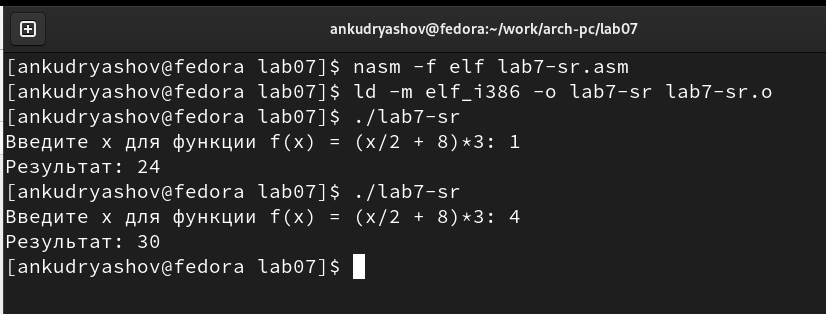 ankudryashov@fedora:~/work/arch-pc/lab07
[ankudryashov@fedora lab07]$ nasm -f elf lab7-sr.asm
[ankudryashov@fedora lab07]$ ld -m elf_i386 -o lab7-sr lab7-sr.o
[ankudryashov@fedora lab07]$ ./lab7-sr
Введите x для функции f(x) = (x/2 + 8)*3: 1
Результат: 24
[ankudryashov@fedora lab07]$ ./lab7-sr
Введите x для функции f(x) = (x/2 + 8)*3: 4
Результат: 30
[ankudryashov@fedora lab07]$